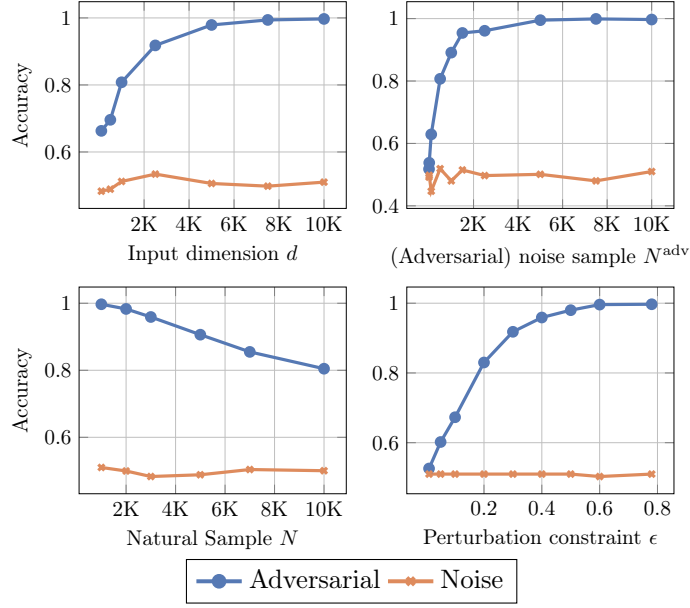 1
0.8
0.6
Accuracy
2K 4K 6K 8K 10K
Input dimension d
1
0.8
0.6
0.4
2K 4K 6K 8K 10K
(Adversarial) noise sample N^adv
1
0.8
0.6
Accuracy
2K 4K 6K 8K 10K
Natural Sample N
1
0.8
0.6
0.2 0.4 0.6 0.8
Perturbation constraint ϵ
Adversarial Noise